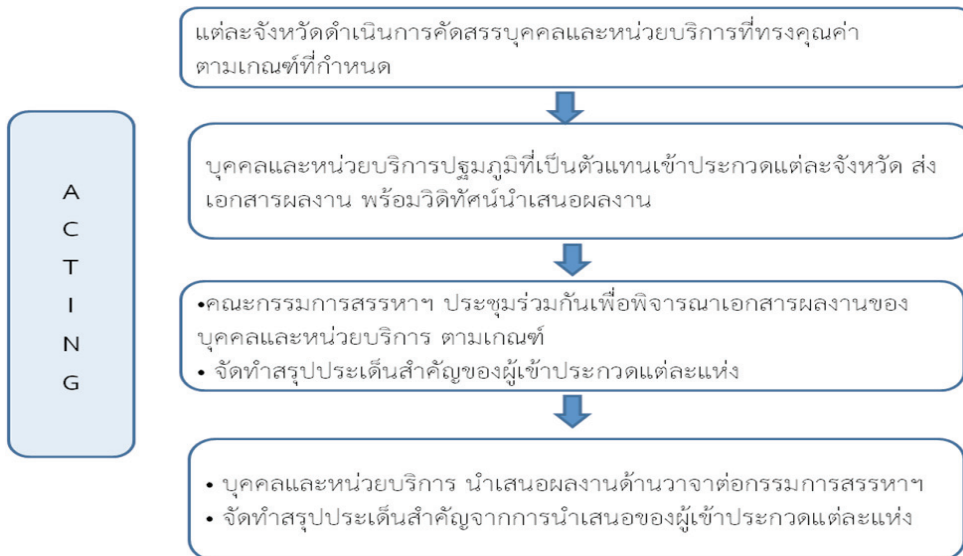 แต่ละจังหวัดดำเนินการคัดสรรบุคคลและหน่วยบริการที่ทรงคุณค่า
ตามเกณฑ์ที่กำหนด
A
C
T
I
N
G
บุคคลและหน่วยบริการปฐมภูมิที่เป็นตัวแทนเข้าประกวดแต่ละจังหวัด ส่ง
เอกสารผลงาน พร้อมวิดิทัศน์นำเสนอผลงาน
•คณะกรรมการสรรหาฯ ประชุมร่วมกันเพื่อพิจารณาเอกสารผลงานของ
บุคคลและหน่วยบริการ ตามเกณฑ์
• จัดทำสรุปประเด็นสำคัญของผู้เข้าประกวดแต่ละแห่ง
• บุคคลและหน่วยบริการ นำเสนอผลงานด้านวาจาต่อกรรมการสรรหาฯ
• จัดทำสรุปประเด็นสำคัญจากการนำเสนอของผู้เข้าประกวดแต่ละแห่ง